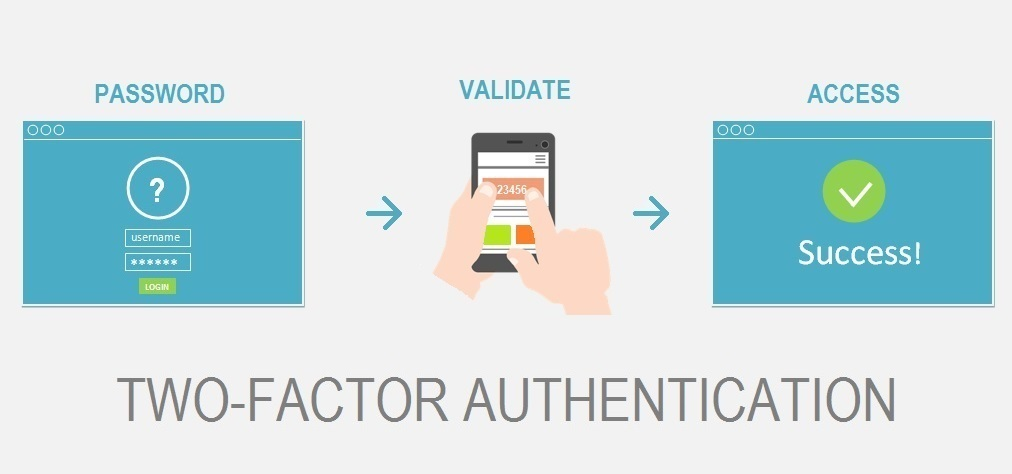 PASSWORD
VALIDATE
ACCESS
?
username
******
LOGIN
23456
Success!
TWO-FACTOR AUTHENTICATION